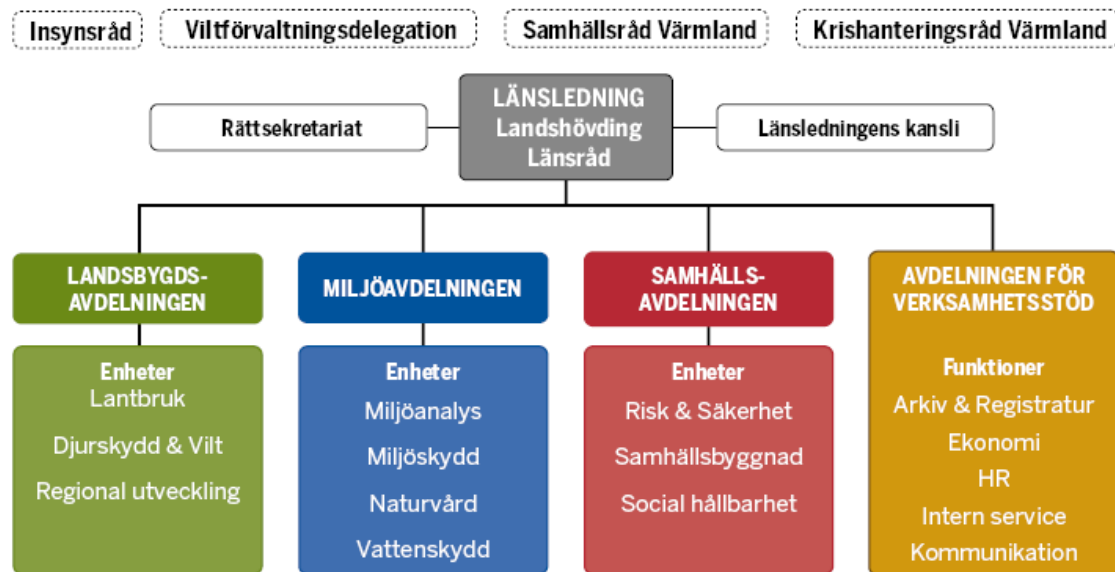 Insynsråd
Viltförvaltningsdelegation
Samhällsråd Värmland
Krishanteringsråd Värmland
LÄNSLEDNING
Landshövding
Länsråd
Rättsekretariat
Länsledningens kansli
LANDSBYGDS-
AVDELNINGEN
Enheter
Lantbruk
Djurskydd & Vilt
Regional utveckling
MILJÖAVDELNINGEN
Enheter
Miljöanalys
Miljöskydd
Naturvård
Vattenskydd
SAMHÄLLS-
AVDELNINGEN
Enheter
Risk & Säkerhet
Samhällsbyggnad
Social hållbarhet
AVDELNINGEN FÖR
VERKSAMHETSSTÖD
Funktioner
Arkiv & Registratur
Ekonomi
HR
Intern service
Kommunikation